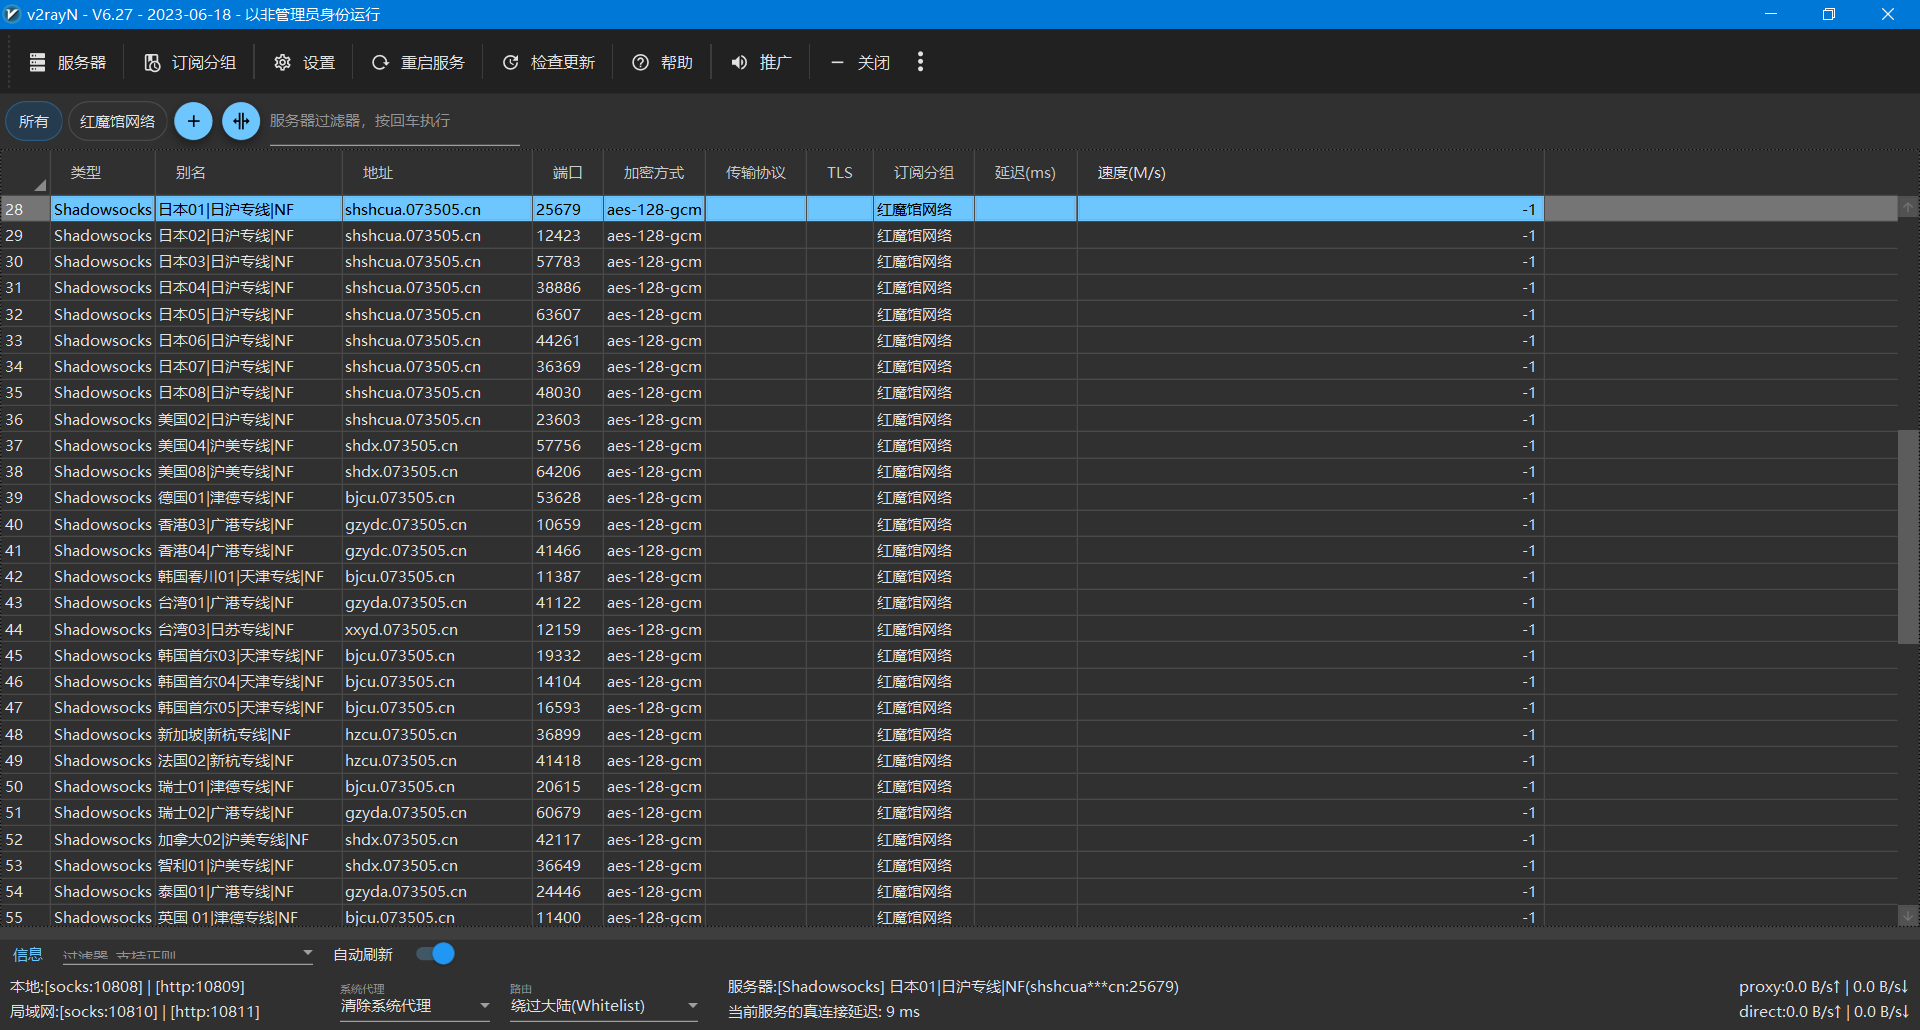 v2rayN - V6.27 - 2023-06-18 - 以非管理员身份运行
服务器 订阅分组 设置 重启服务 检查更新 帮助 推广 关闭
所有 红魔馆网络 服务器过滤器，按回车执行
类型 别名 地址 端口 加密方式 传输协议 TLS 订阅分组 延迟(ms) 速度(M/s)
28 Shadowsocks 日本01|日沪专线|NF shshcua.073505.cn 25679 aes-128-gcm 红魔馆网络 -1
29 Shadowsocks 日本02|日沪专线|NF shshcua.073505.cn 12423 aes-128-gcm 红魔馆网络 -1
30 Shadowsocks 日本03|日沪专线|NF shshcua.073505.cn 57783 aes-128-gcm 红魔馆网络 -1
31 Shadowsocks 日本04|日沪专线|NF shshcua.073505.cn 38886 aes-128-gcm 红魔馆网络 -1
32 Shadowsocks 日本05|日沪专线|NF shshcua.073505.cn 63607 aes-128-gcm 红魔馆网络 -1
33 Shadowsocks 日本06|日沪专线|NF shshcua.073505.cn 44261 aes-128-gcm 红魔馆网络 -1
34 Shadowsocks 日本07|日沪专线|NF shshcua.073505.cn 36369 aes-128-gcm 红魔馆网络 -1
35 Shadowsocks 日本08|日沪专线|NF shshcua.073505.cn 48030 aes-128-gcm 红魔馆网络 -1
36 Shadowsocks 美国02|日沪专线|NF shshcua.073505.cn 23603 aes-128-gcm 红魔馆网络 -1
37 Shadowsocks 美国04|沪美专线|NF shdx.073505.cn 57756 aes-128-gcm 红魔馆网络 -1
38 Shadowsocks 美国08|沪美专线|NF shdx.073505.cn 64206 aes-128-gcm 红魔馆网络 -1
39 Shadowsocks 德国01|津德专线|NF bjcu.073505.cn 53628 aes-128-gcm 红魔馆网络 -1
40 Shadowsocks 香港03|广港专线|NF gzydc.073505.cn 10659 aes-128-gcm 红魔馆网络 -1
41 Shadowsocks 香港04|广港专线|NF gzydc.073505.cn 41466 aes-128-gcm 红魔馆网络 -1
42 Shadowsocks 韩国春川01|天津专线|NF bjcu.073505.cn 11387 aes-128-gcm 红魔馆网络 -1
43 Shadowsocks 台湾01|广港专线|NF gzyda.073505.cn 41122 aes-128-gcm 红魔馆网络 -1
44 Shadowsocks 台湾03|日苏专线|NF xxyd.073505.cn 12159 aes-128-gcm 红魔馆网络 -1
45 Shadowsocks 韩国首尔03|天津专线|NF bjcu.073505.cn 19332 aes-128-gcm 红魔馆网络 -1
46 Shadowsocks 韩国首尔04|天津专线|NF bjcu.073505.cn 14104 aes-128-gcm 红魔馆网络 -1
47 Shadowsocks 韩国首尔05|天津专线|NF bjcu.073505.cn 16593 aes-128-gcm 红魔馆网络 -1
48 Shadowsocks 新加坡|新杭专线|NF hzcu.073505.cn 36899 aes-128-gcm 红魔馆网络 -1
49 Shadowsocks 法国02|新杭专线|NF hzcu.073505.cn 41418 aes-128-gcm 红魔馆网络 -1
50 Shadowsocks 瑞士01|津德专线|NF bjcu.073505.cn 20615 aes-128-gcm 红魔馆网络 -1
51 Shadowsocks 瑞士02|广港专线|NF gzyda.073505.cn 60679 aes-128-gcm 红魔馆网络 -1
52 Shadowsocks 加拿大02|沪美专线|NF shdx.073505.cn 42117 aes-128-gcm 红魔馆网络 -1
53 Shadowsocks 智利01|沪美专线|NF shdx.073505.cn 36649 aes-128-gcm 红魔馆网络 -1
54 Shadowsocks 泰国01|广港专线|NF gzyda.073505.cn 24446 aes-128-gcm 红魔馆网络 -1
55 Shadowsocks 英国 01|津德专线|NF bjcu.073505.cn 11400 aes-128-gcm 红魔馆网络 -1
信息 过滤器, 支持正则 自动刷新
本地:[socks:10808] | [http:10809]
局域网:[socks:10810] | [http:10811]
系统代理
清除系统代理
路由
绕过大陆(Whitelist)
服务器:[Shadowsocks] 日本01|日沪专线|NF(shshcua***cn:25679)
当前服务的真连接延迟: 9 ms
proxy:0.0 B/s↑ | 0.0 B/s↓
direct:0.0 B/s↑ | 0.0 B/s↓